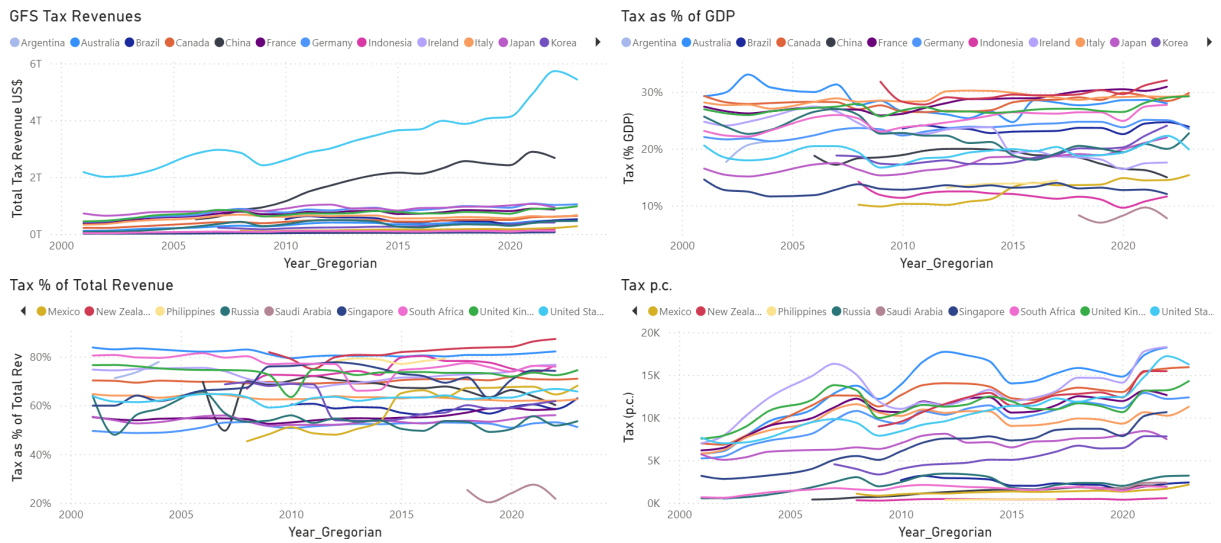 GFS Tax Revenues
Argentina Australia Brazil Canada China France Germany Indonesia Ireland Italy Japan Korea
Total Tax Revenue US$
6T
4T
2T
0T
2000 2005 2010 2015 2020
Year_Gregorian
Tax as % of GDP
Argentina Australia Brazil Canada China France Germany Indonesia Ireland Italy Japan Korea
Tax (% GDP)
30%
20%
10%
2000 2005 2010 2015 2020
Year_Gregorian
Tax % of Total Revenue
Mexico New Zeala... Philippines Russia Saudi Arabia Singapore South Africa United Kin... United Sta...
Tax as % of Total Rev
80%
60%
40%
20%
2000 2005 2010 2015 2020
Year_Gregorian
Tax p.c.
Mexico New Zeala... Philippines Russia Saudi Arabia Singapore South Africa United Kin... United Sta...
Tax (p.c.)
20K
15K
10K
5K
0K
2000 2005 2010 2015 2020
Year_Gregorian